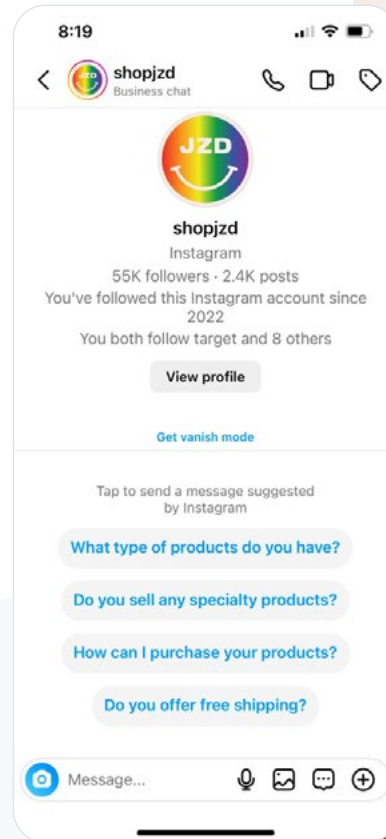 8:19
shopjzd
Business chat
JZD
JZD
shopjzd
Instagram
55K followers · 2.4K posts
You've followed this Instagram account since
2022
You both follow target and 8 others
View profile
Get vanish mode
Tap to send a message suggested
by Instagram
What type of products do you have?
Do you sell any specialty products?
How can I purchase your products?
Do you offer free shipping?
Message...